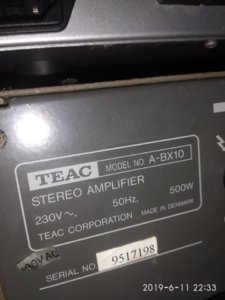 TEAC MODEL NO. A-BX10
STEREO AMPLIFIER
230V~, 50Hz, 500W
TEAC CORPORATION MADE IN DENMARK
SERIAL NO. 9517198
2019-6-11 22:33